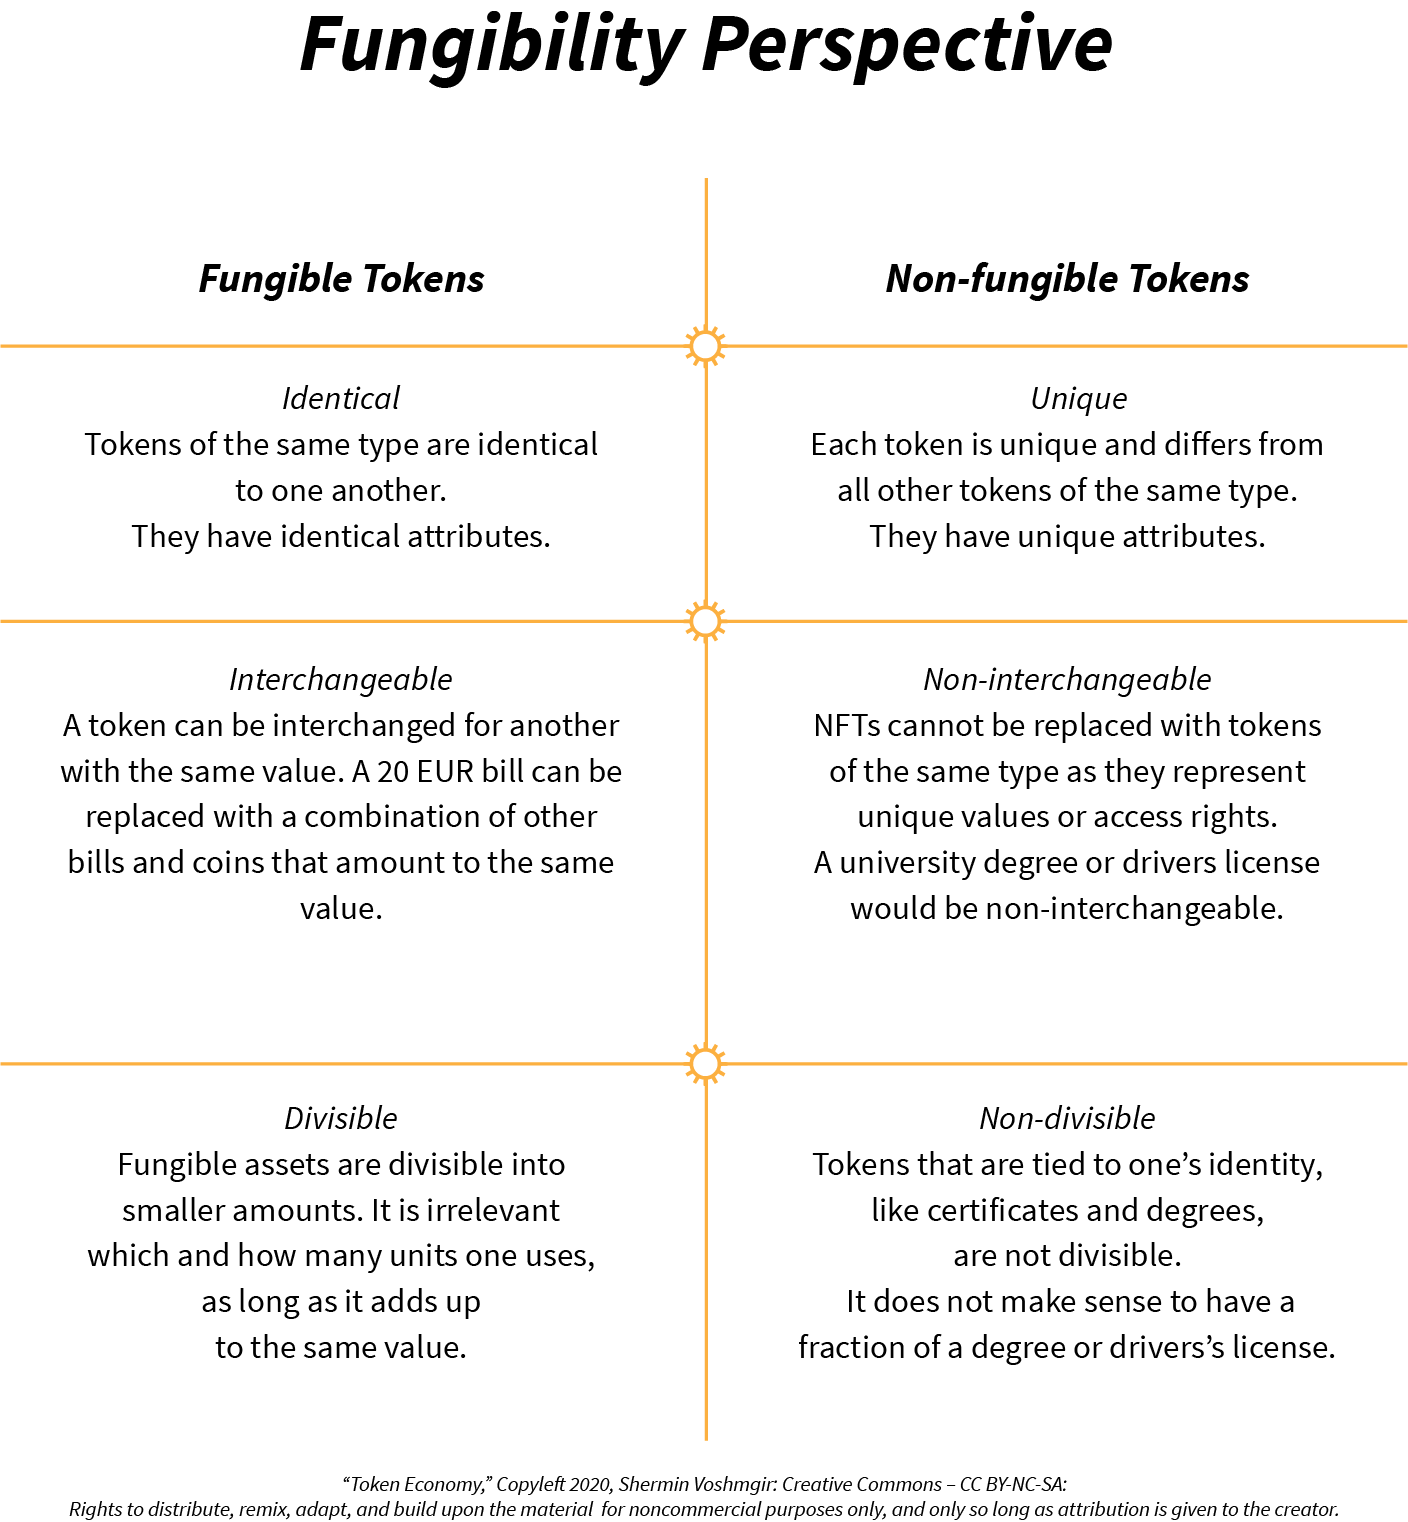 Fungibility Perspective
Fungible Tokens
Non-fungible Tokens
Identical
Tokens of the same type are identical
to one another.
They have identical attributes.
Unique
Each token is unique and differs from
all other tokens of the same type.
They have unique attributes.
Interchangeable
A token can be interchanged for another
with the same value. A 20 EUR bill can be
replaced with a combination of other
bills and coins that amount to the same
value.
Non-interchangeable
NFTs cannot be replaced with tokens
of the same type as they represent
unique values or access rights.
A university degree or drivers license
would be non-interchangeable.
Divisible
Fungible assets are divisible into
smaller amounts. It is irrelevant
which and how many units one uses,
as long as it adds up
to the same value.
Non-divisible
Tokens that are tied to one’s identity,
like certificates and degrees,
are not divisible.
It does not make sense to have a
fraction of a degree or drivers’s license.
“Token Economy,” Copyleft 2020, Shermin Voshmgir: Creative Commons – CC BY-NC-SA:
Rights to distribute, remix, adapt, and build upon the material for noncommercial purposes only, and only so long as attribution is given to the creator.